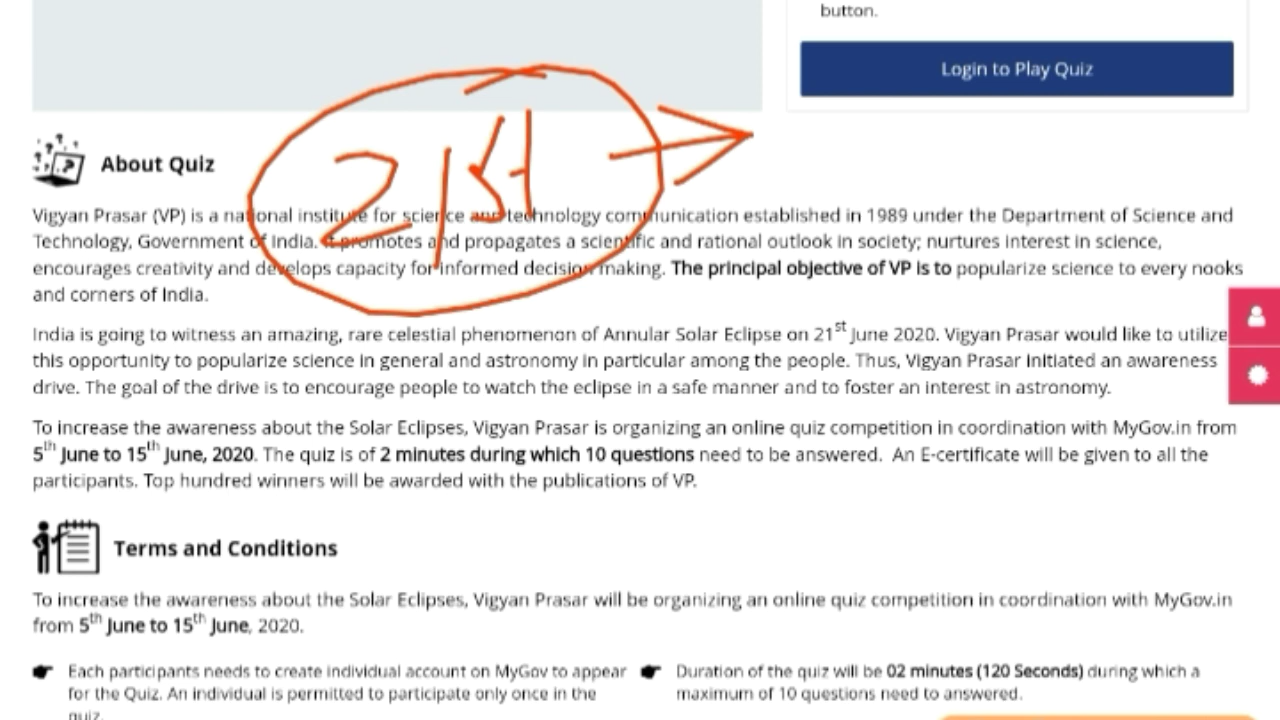 button.
Login to Play Quiz
21st
About Quiz
Vigyan Prasar (VP) is a national institute for science and technology communication established in 1989 under the Department of Science and
Technology, Government of India. It promotes and propagates a scientific and rational outlook in society; nurtures interest in science,
encourages creativity and develops capacity for informed decision making. The principal objective of VP is to popularize science to every nooks
and corners of India.
India is going to witness an amazing, rare celestial phenomenon of Annular Solar Eclipse on 21st June 2020. Vigyan Prasar would like to utilize
this opportunity to popularize science in general and astronomy in particular among the people. Thus, Vigyan Prasar initiated an awareness
drive. The goal of the drive is to encourage people to watch the eclipse in a safe manner and to foster an interest in astronomy.
To increase the awareness about the Solar Eclipses, Vigyan Prasar is organizing an online quiz competition in coordination with MyGov.in from
5th June to 15th June, 2020. The quiz is of 2 minutes during which 10 questions need to be answered. An E-certificate will be given to all the
participants. Top hundred winners will be awarded with the publications of VP.
Terms and Conditions
To increase the awareness about the Solar Eclipses, Vigyan Prasar will be organizing an online quiz competition in coordination with MyGov.in
from 5th June to 15th June, 2020.
Each participants needs to create individual account on MyGov to appear
for the Quiz. An individual is permitted to participate only once in the
quiz.
Duration of the quiz will be 02 minutes (120 Seconds) during which a
maximum of 10 questions need to answered.